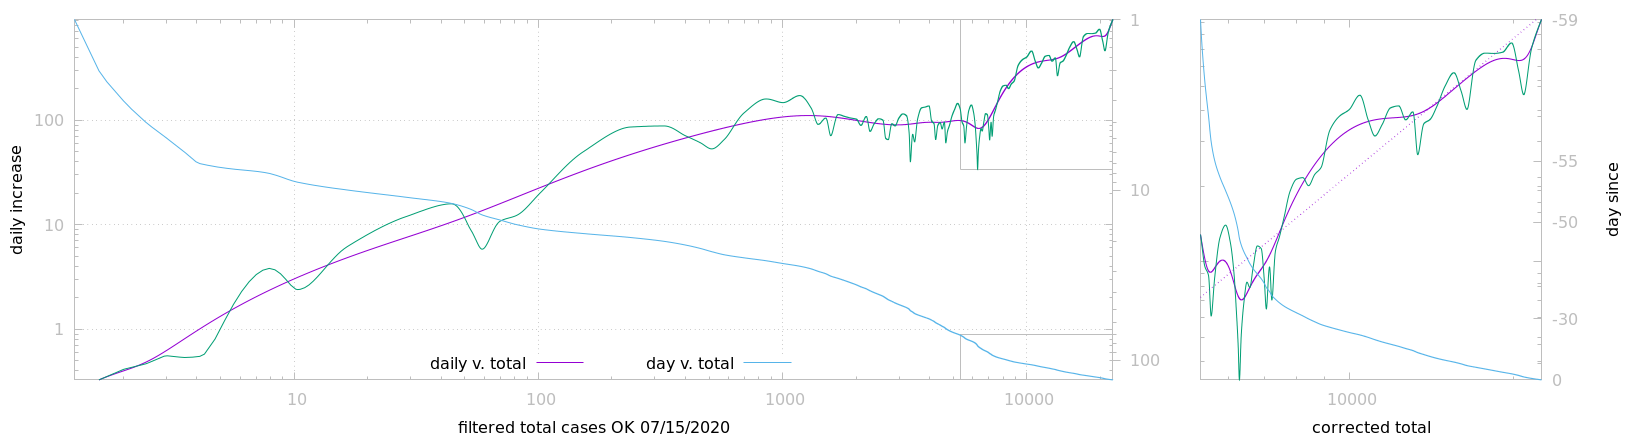 daily increase
100
10
1
1
10
100
daily v. total
day v. total
10
100
1000
10000
filtered total cases OK 07/15/2020
-59
-55
-50
-30
0
day since
10000
corrected total